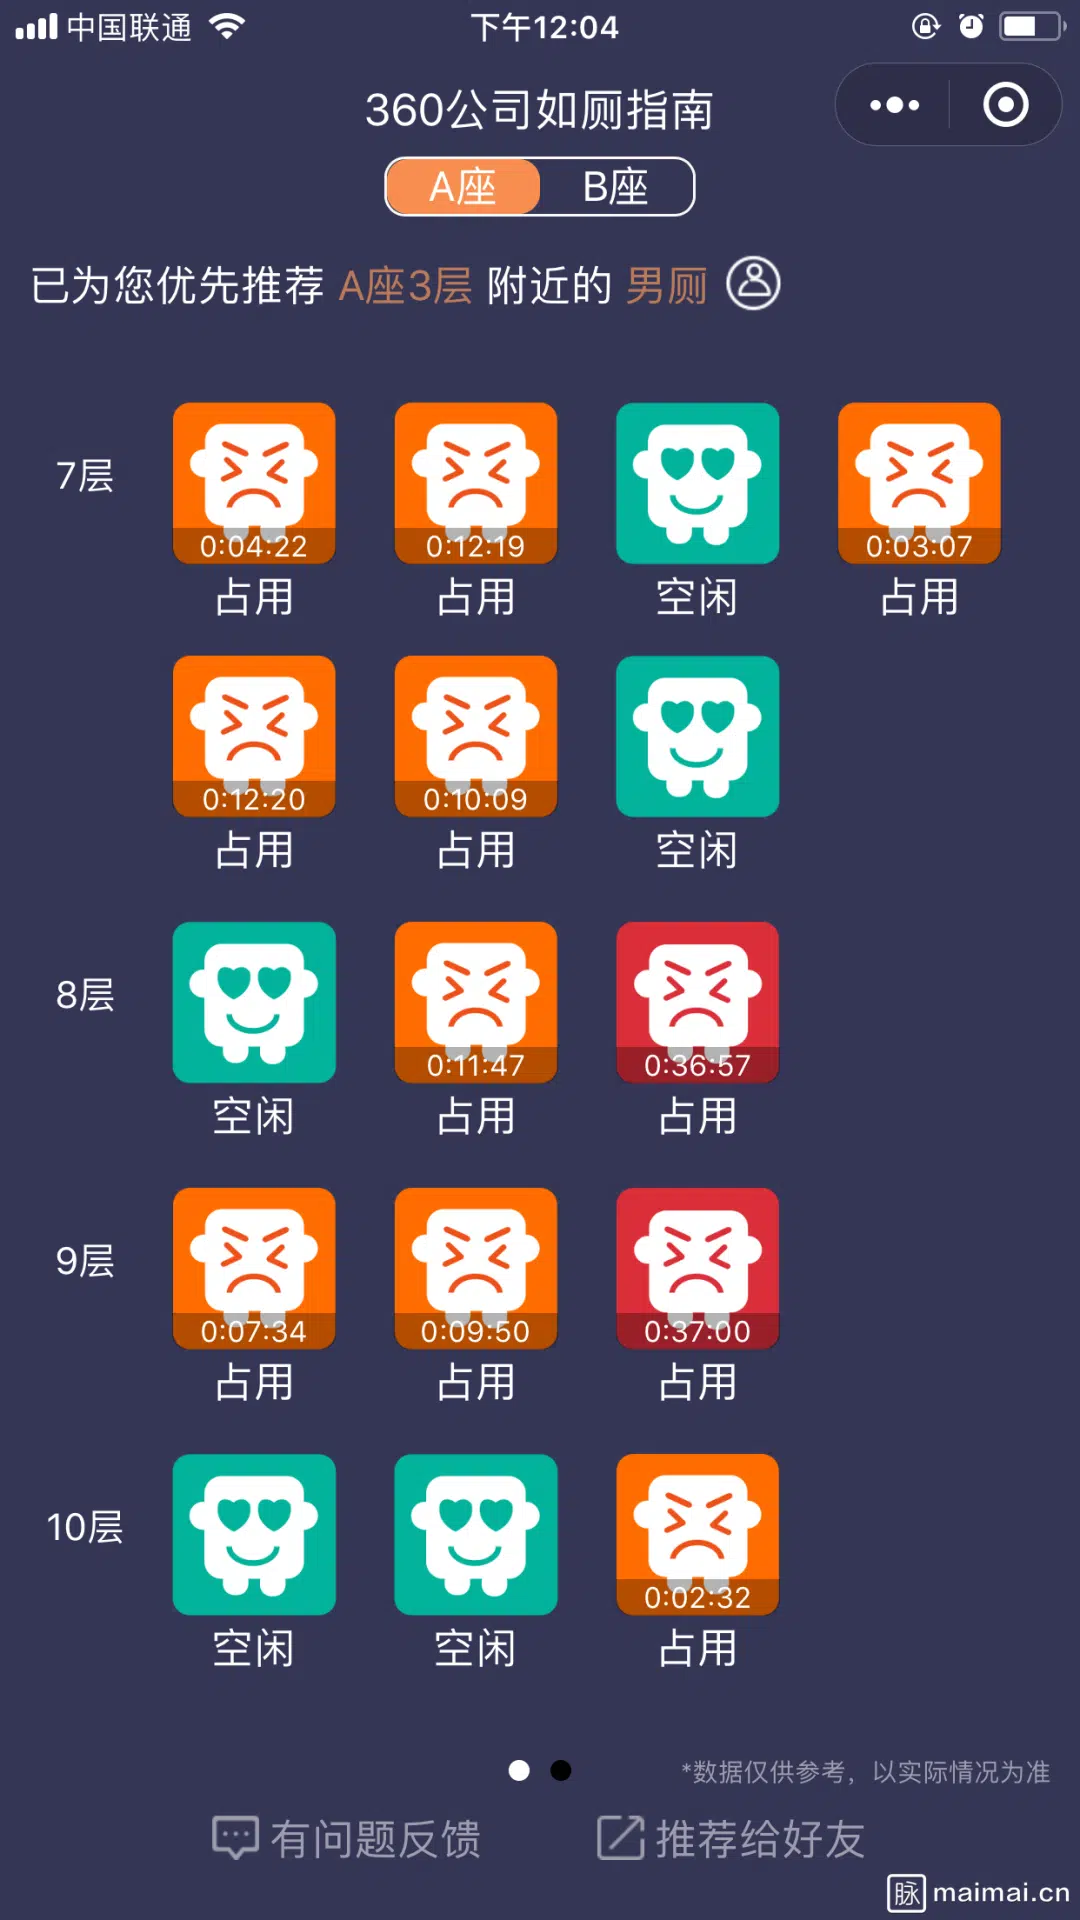 中国联通 下午12:04
360公司如厕指南
A座 B座
已为您优先推荐 A座3层 附近的 男厕
7层 0:04:22 0:12:19 0:03:07
占用 占用 空闲 占用
0:12:20 0:10:09
占用 占用 空闲
8层 0:11:47 0:36:57
空闲 占用 占用
9层 0:07:34 0:09:50 0:37:00
占用 占用 占用
10层 0:02:32
空闲 空闲 占用
*数据仅供参考，以实际情况为准
有问题反馈 推荐给好友
脉 maimai.cn